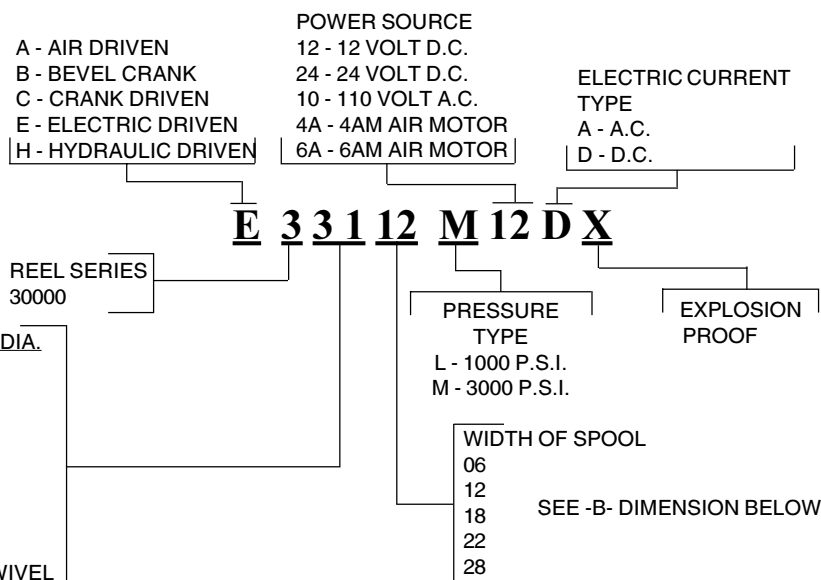 POWER SOURCE
A - AIR DRIVEN
B - BEVEL CRANK
C - CRANK DRIVEN
E - ELECTRIC DRIVEN
H - HYDRAULIC DRIVEN
12 - 12 VOLT D.C.
24 - 24 VOLT D.C.
10 - 110 VOLT A.C.
4A - 4AM AIR MOTOR
6A - 6AM AIR MOTOR
ELECTRIC CURRENT
TYPE
A - A.C.
D - D.C.
E 3 3 1 12 M 12 D X
REEL SERIES
30000
DIA.
PRESSURE
TYPE
L - 1000 P.S.I.
M - 3000 P.S.I.
EXPLOSION
PROOF
WIDTH OF SPOOL
06
12
18
22
28
SEE -B- DIMENSION BELOW